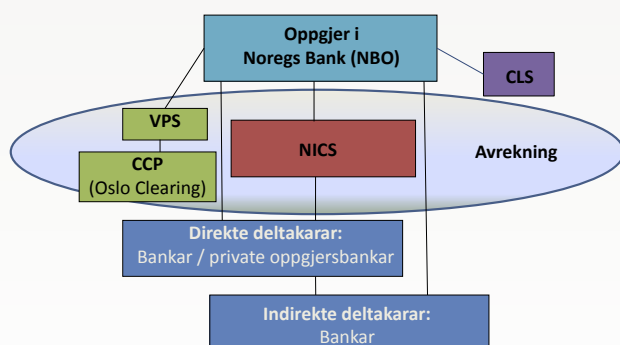 Oppgjer i
Noregs Bank (NBO)
CLS
VPS
CCP
(Oslo Clearing)
NICS
Avrekning
Direkte deltakarar:
Bankar / private oppgjersbankar
Indirekte deltakarar:
Bankar